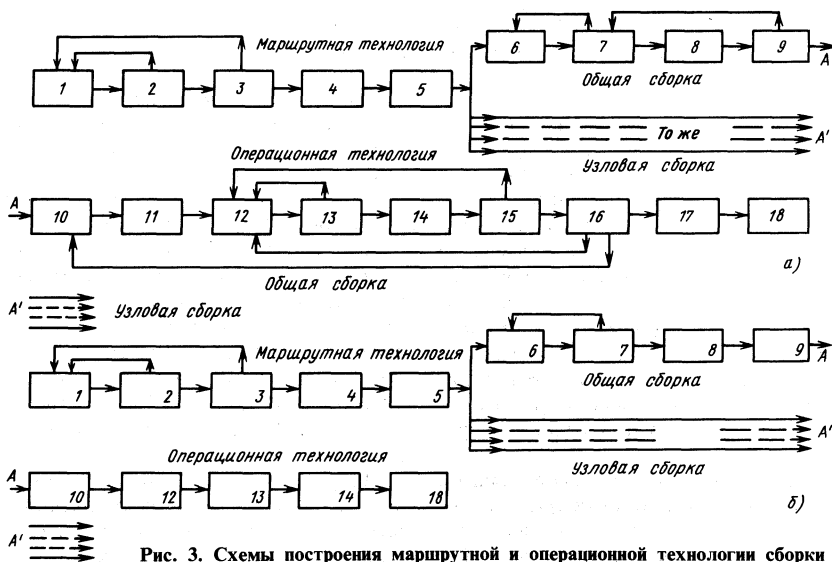 Маршрутная технология
1 2 3 4 5
6 7 8 9
А
Общая сборка
То же
А'
Узловая сборка
Операционная технология
А
10 11 12 13 14 15 16 17 18
Общая сборка
а)
А' Узловая сборка
Маршрутная технология
1 2 3 4 5
6 7 8 9
А
Общая сборка
А'
Узловая сборка
Операционная технология
А
10 12 13 14 18
б)
А'
Рис. 3. Схемы построения маршрутной и операционной технологии сборки